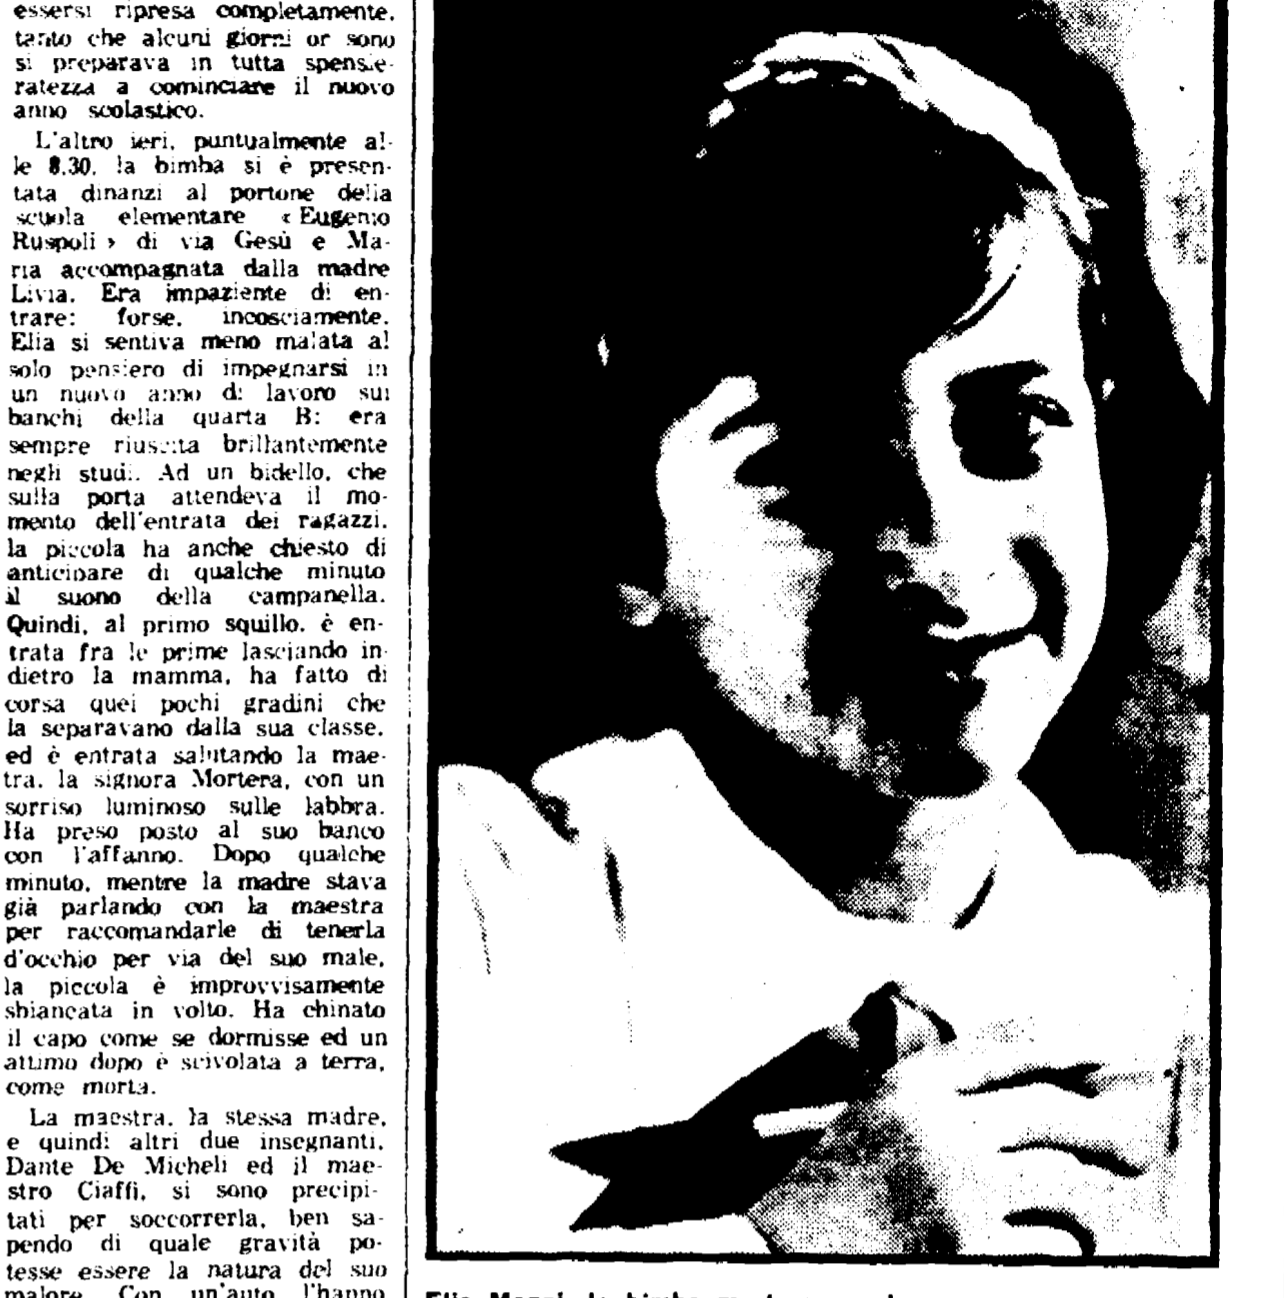 essersi ripresa completamente,
tanto che alcuni giorni or sono
si preparava in tutta spensie-
ratezza a cominciare il nuovo
anno scolastico.
L'altro ieri, puntualmente al-
le 8.30, la bimba si è presen-
tata dinanzi al portone della
scuola elementare « Eugenio
Ruspoli » di via Gesù e Ma-
ria accompagnata dalla madre
Livia. Era impaziente di en-
trare: forse, incosciamente,
Elia si sentiva meno malata al
solo pensiero di impegnarsi in
un nuovo anno di lavoro sui
banchi della quarta B: era
sempre riuscita brillantemente
negli studi. Ad un bidello, che
sulla porta attendeva il mo-
mento dell'entrata dei ragazzi,
la piccola ha anche chiesto di
anticipare di qualche minuto
il suono della campanella.
Quindi, al primo squillo, è en-
trata fra le prime lasciando in-
dietro la mamma, ha fatto di
corsa quei pochi gradini che
la separavano dalla sua classe,
ed è entrata salutando la mae-
tra, la signora Mortera, con un
sorriso luminoso sulle labbra.
Ha preso posto al suo banco
con l'affanno. Dopo qualche
minuto, mentre la madre stava
già parlando con la maestra
per raccomandarle di tenerla
d'occhio per via del suo male,
la piccola è improvvisamente
sbiancata in volto. Ha chinato
il capo come se dormisse ed un
attimo dopo è scivolata a terra,
come morta.
La maestra, la stessa madre,
e quindi altri due insegnanti,
Dante De Micheli ed il mae-
stro Ciaffi, si sono precipi-
tati per soccorrerla, ben sa-
pendo di quale gravità po-
tesse essere la natura del suo
malore. Con un'auto l'hanno
Elia